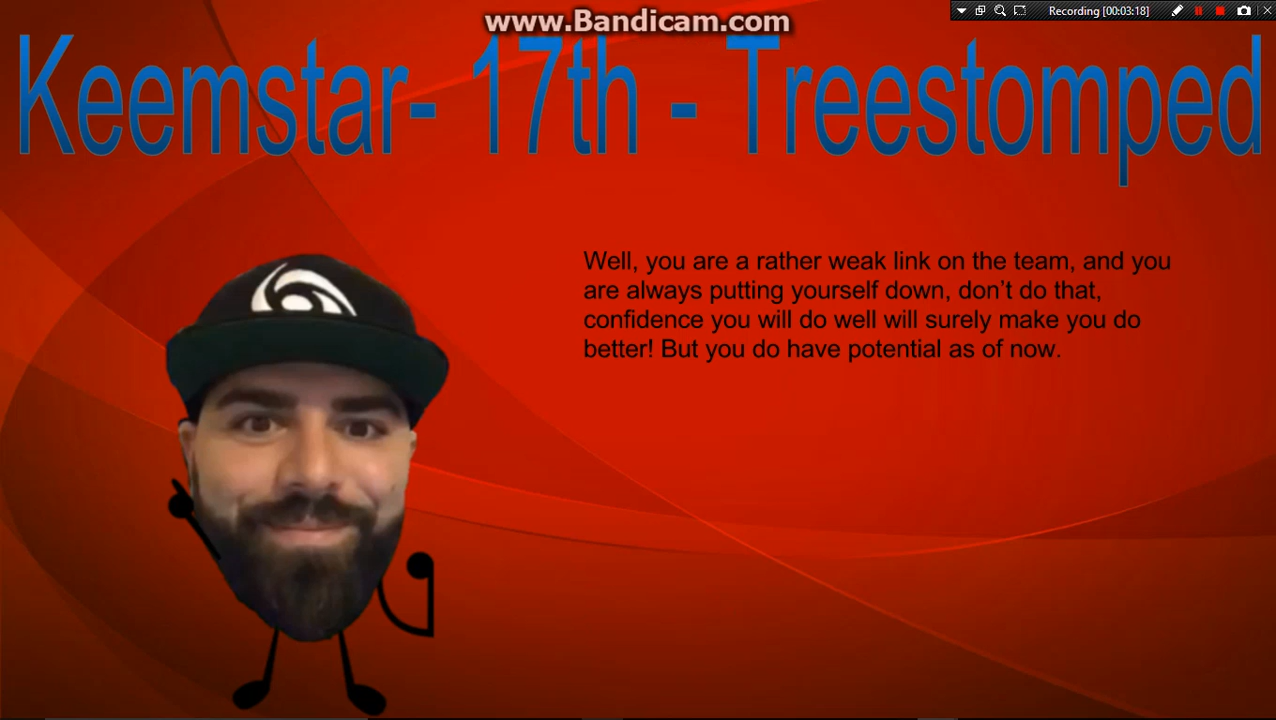 www.Bandicam.com
Recording [00:03:18]
Keemstar- 17th - Treestomped
Well, you are a rather weak link on the team, and you
are always putting yourself down, don’t do that,
confidence you will do well will surely make you do
better! But you do have potential as of now.